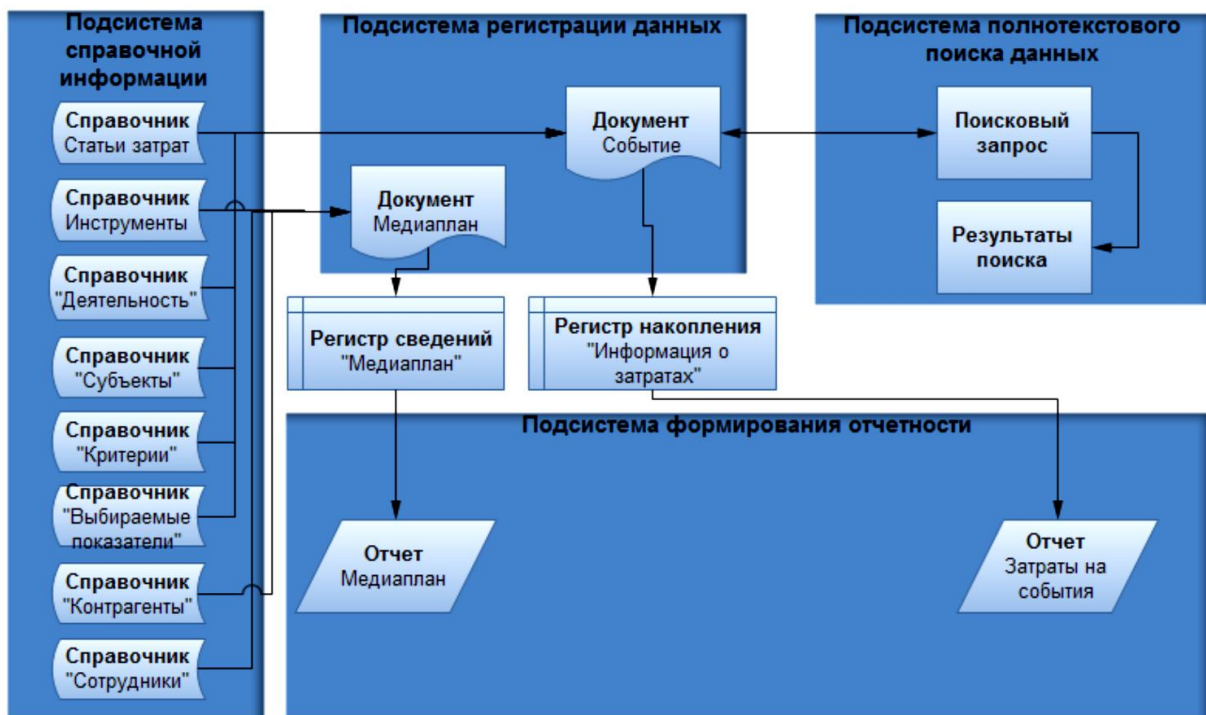 Подсистема
справочной
информации
Справочник
Статьи затрат
Справочник
Инструменты
Справочник
"Деятельность"
Справочник
"Субъекты"
Справочник
"Критерии"
Справочник
"Выбираемые
показатели"
Справочник
"Контрагенты"
Справочник
"Сотрудники"
Подсистема регистрации данных
Документ
Событие
Документ
Медиаплан
Подсистема полнотекстового
поиска данных
Поисковый
запрос
Результаты
поиска
Регистр сведений
"Медиаплан"
Регистр накопления
"Информация о
затратах"
Подсистема формирования отчетности
Отчет
Медиаплан
Отчет
Затраты на
события